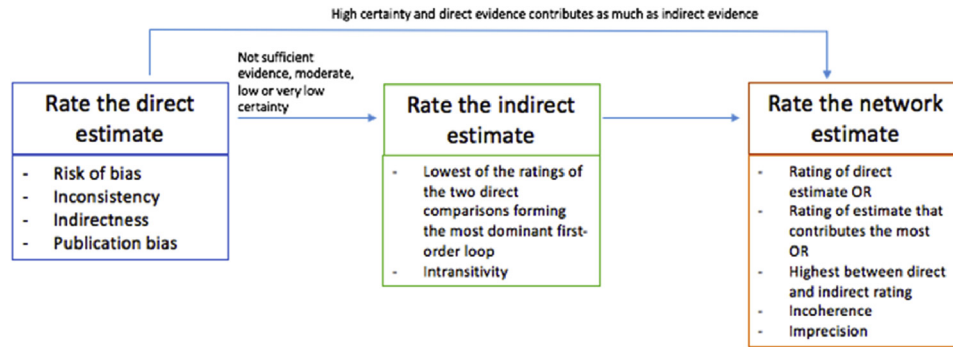 High certainty and direct evidence contributes as much as indirect evidence
Not sufficient
evidence, moderate,
low or very low
certainty
Rate the direct
estimate
- Risk of bias
- Inconsistency
- Indirectness
- Publication bias
Rate the indirect
estimate
- Lowest of the ratings of
the two direct
comparisons forming
the most dominant first-
order loop
- Intransitivity
Rate the network
estimate
- Rating of direct
estimate OR
- Rating of estimate that
contributes the most
OR
- Highest between direct
and indirect rating
- Incoherence
- Imprecision